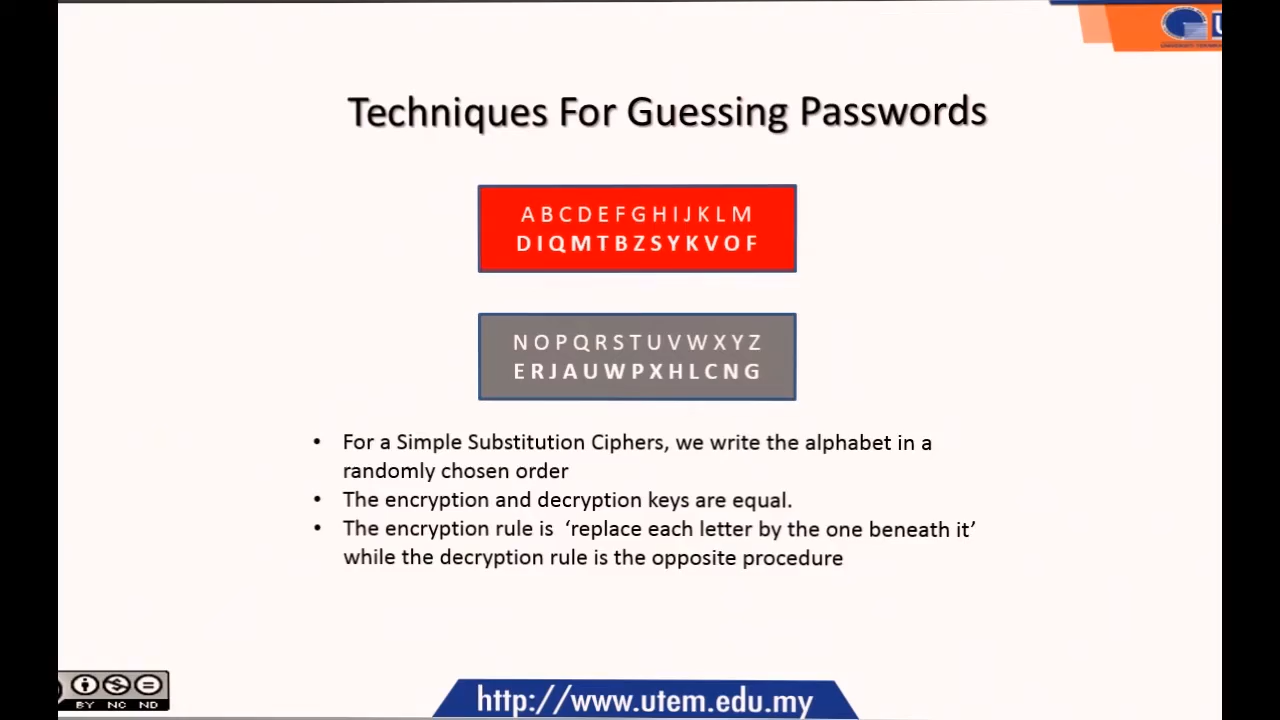 Techniques For Guessing Passwords
A B C D E F G H I J K L M
D I Q M T B Z S Y K V O F
N O P Q R S T U V W X Y Z
E R J A U W P X H L C N G
• For a Simple Substitution Ciphers, we write the alphabet in a
randomly chosen order
• The encryption and decryption keys are equal.
• The encryption rule is ‘replace each letter by the one beneath it’
while the decryption rule is the opposite procedure
BY NC ND
http://www.utem.edu.my